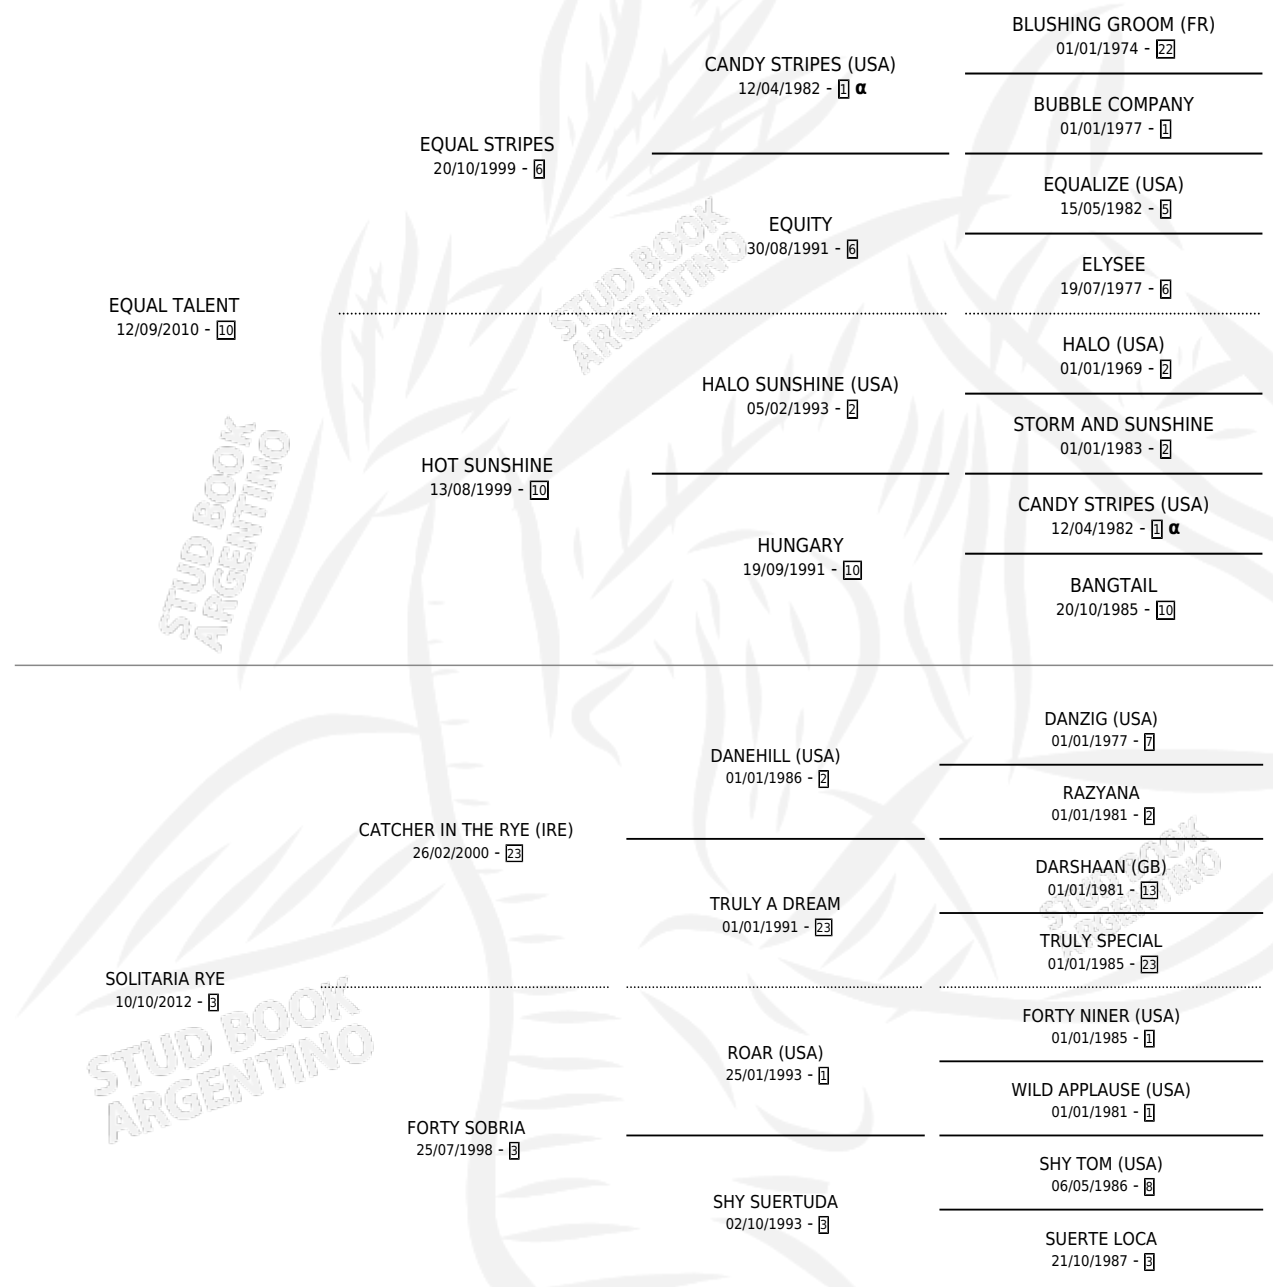 BLUSHING GROOM (FR)
01/01/1974 - 22
CANDY STRIPES (USA)
12/04/1982 - 1 α
BUBBLE COMPANY
01/01/1977 - 1
EQUAL STRIPES
20/10/1999 - 6
EQUALIZE (USA)
15/05/1982 - 5
EQUITY
30/08/1991 - 6
ELYSEE
19/07/1977 - 6
STUD BOOK
ARGENTINO
EQUAL TALENT
12/09/2010 - 10
HALO (USA)
01/01/1969 - 2
HALO SUNSHINE (USA)
05/02/1993 - 2
STORM AND SUNSHINE
01/01/1983 - 2
HOT SUNSHINE
13/08/1999 - 10
CANDY STRIPES (USA)
12/04/1982 - 1 α
HUNGARY
19/09/1991 - 10
BANGTAIL
20/10/1985 - 10
STUD BOOK
ARGENTINO
DANZIG (USA)
01/01/1977 - 7
DANEHILL (USA)
01/01/1986 - 2
RAZYANA
01/01/1981 - 2
CATCHER IN THE RYE (IRE)
26/02/2000 - 23
DARSHAAN (GB)
01/01/1981 - 13
TRULY A DREAM
01/01/1991 - 23
TRULY SPECIAL
01/01/1985 - 23
STUD BOOK
ARGENTINO
SOLITARIA RYE
10/10/2012 - 3
FORTY NINER (USA)
01/01/1985 - 1
ROAR (USA)
25/01/1993 - 1
WILD APPLAUSE (USA)
01/01/1981 - 1
FORTY SOBRIA
25/07/1998 - 3
SHY TOM (USA)
06/05/1986 - 8
SHY SUERTUDA
02/10/1993 - 3
SUERTE LOCA
21/10/1987 - 3
STUD BOOK
ARGENTINO